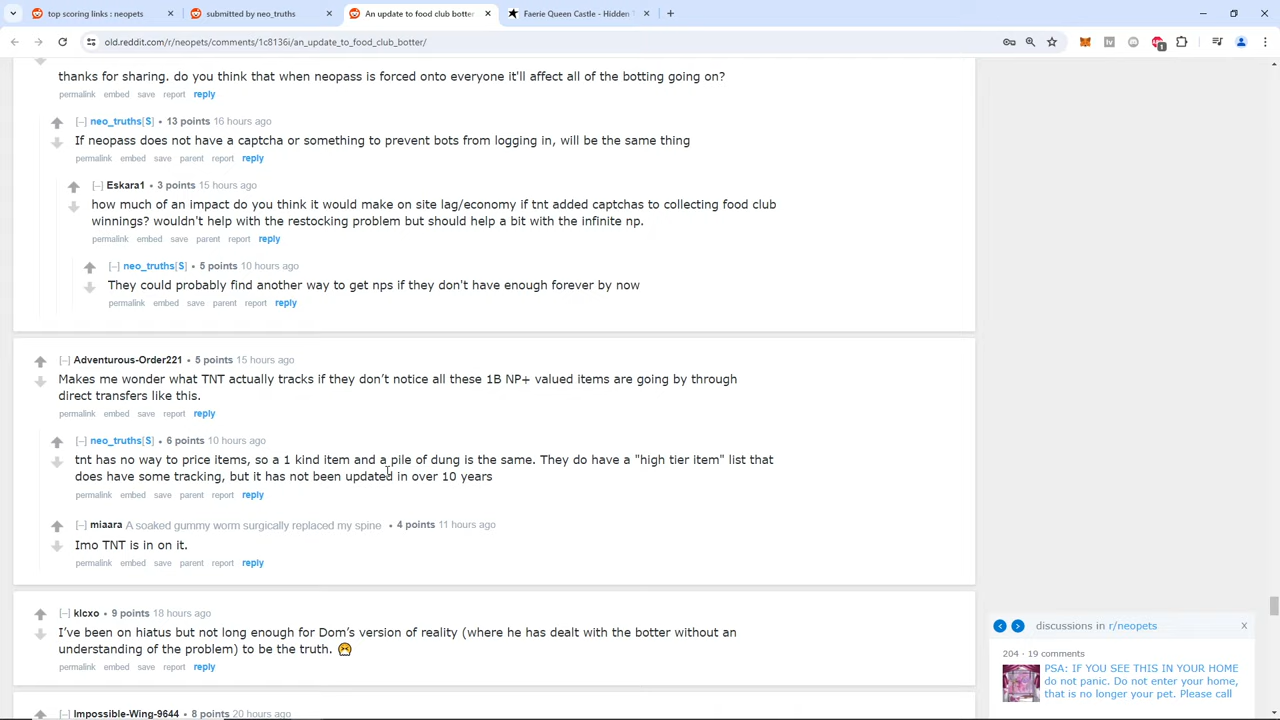 top scoring links : neopets
submitted by neo_truths
An update to food club botter
Faerie Queen Castle - Hidden T
old.reddit.com/r/neopets/comments/1c8136i/an_update_to_food_club_botter/
thanks for sharing. do you think that when neopass is forced onto everyone it'll affect all of the botting going on?
permalink embed save report reply
[–] neo_truths[S] • 13 points 16 hours ago
If neopass does not have a captcha or something to prevent bots from logging in, will be the same thing
permalink embed save parent report reply
[–] Eskara1 • 3 points 15 hours ago
how much of an impact do you think it would make on site lag/economy if tnt added captchas to collecting food club
winnings? wouldn't help with the restocking problem but should help a bit with the infinite np.
permalink embed save parent report reply
[–] neo_truths[S] • 5 points 10 hours ago
They could probably find another way to get nps if they don't have enough forever by now
permalink embed save parent report reply
[–] Adventurous-Order221 • 5 points 15 hours ago
Makes me wonder what TNT actually tracks if they don’t notice all these 1B NP+ valued items are going by through
direct transfers like this.
permalink embed save report reply
[–] neo_truths[S] • 6 points 10 hours ago
tnt has no way to price items, so a 1 kind item and a pile of dung is the same. They do have a "high tier item" list that
does have some tracking, but it has not been updated in over 10 years
permalink embed save parent report reply
[–] miaara A soaked gummy worm surgically replaced my spine • 4 points 11 hours ago
Imo TNT is in on it.
permalink embed save parent report reply
[–] klcxo • 9 points 18 hours ago
I’ve been on hiatus but not long enough for Dom’s version of reality (where he has dealt with the botter without an
understanding of the problem) to be the truth. 😷
permalink embed save report reply
[–] Impossible-Wing-9644 • 8 points 20 hours ago
discussions in r/neopets X
204 · 19 comments
PSA: IF YOU SEE THIS IN YOUR HOME
do not panic. Do not enter your home,
that is no longer your pet. Please call